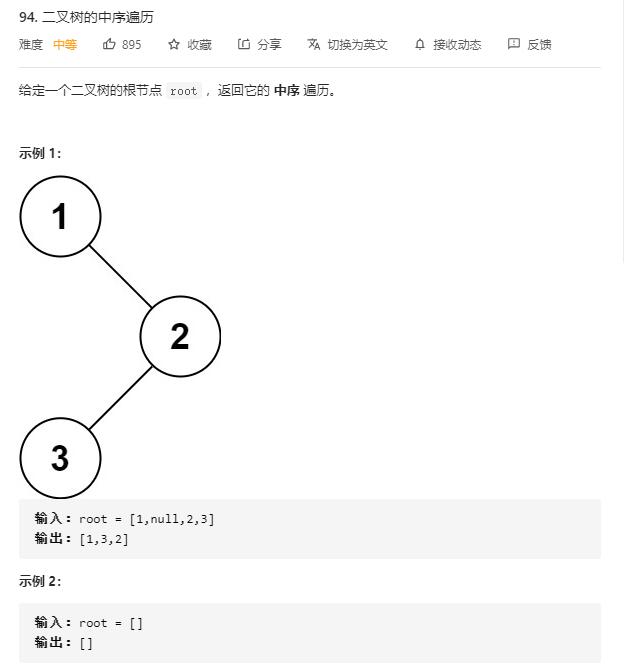 94. 二叉树的中序遍历
难度 中等 895 收藏 分享 切换为英文 接收动态 反馈
给定一个二叉树的根节点 root ，返回它的 中序 遍历。
示例 1：
1
2
3
输入：root = [1,null,2,3]
输出：[1,3,2]
示例 2：
输入：root = []
输出：[]